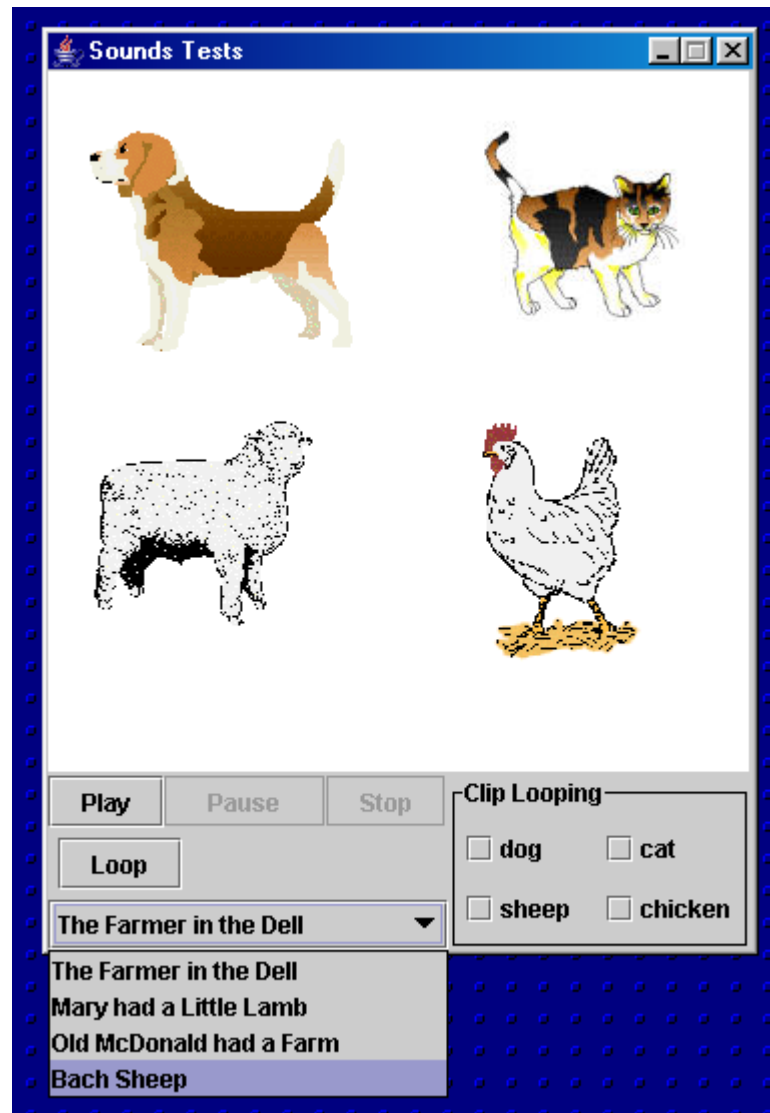 Sounds Tests
Play Pause Stop
Loop
Clip Looping
dog cat
sheep chicken
The Farmer in the Dell
The Farmer in the Dell
Mary had a Little Lamb
Old McDonald had a Farm
Bach Sheep